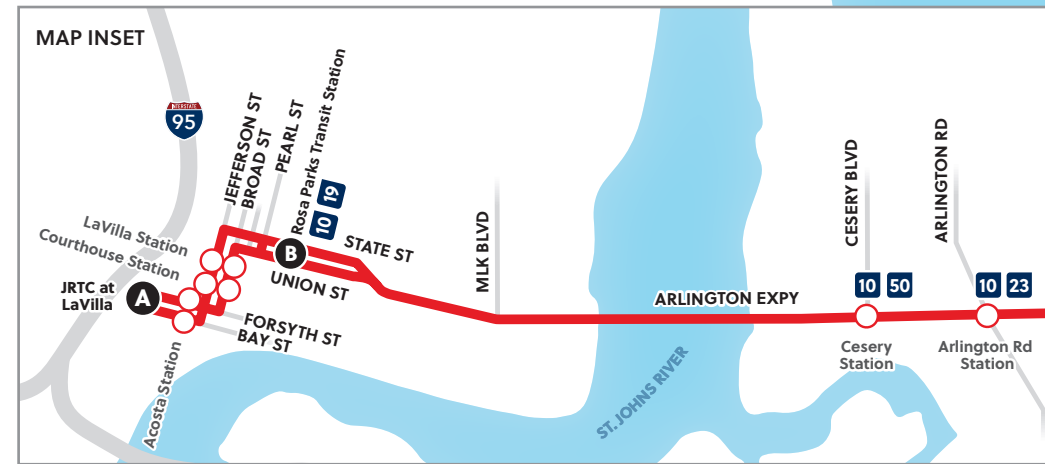 MAP INSET
INTERSTATE
95
JEFFERSON ST
BROAD ST
PEARL ST
Rosa Parks Transit Station
10 19
LaVilla Station
Courthouse Station
JRTC at
LaVilla
A
B
STATE ST
UNION ST
FORSYTH ST
BAY ST
Acosta Station
MLK BLVD
ARLINGTON EXPY
ST. JOHNS RIVER
CESERY BLVD
10 50
Cesery
Station
ARLINGTON RD
10 23
Arlington Rd
Station